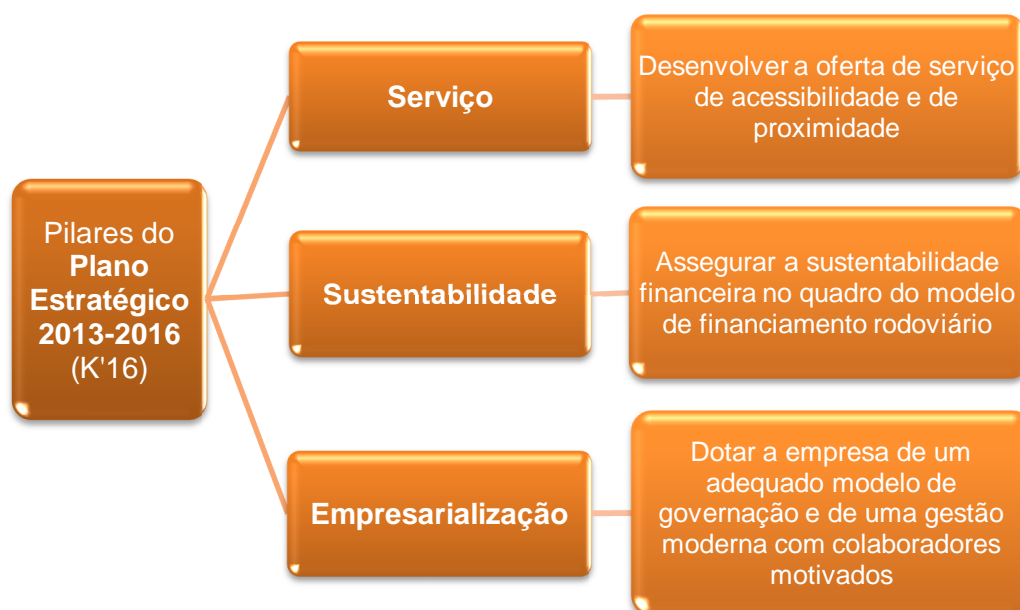 Pilares do
Plano
Estratégico
2013-2016
(K'16)
Serviço
Desenvolver a oferta de serviço
de acessibilidade e de
proximidade
Sustentabilidade
Assegurar a sustentabilidade
financeira no quadro do modelo
de financiamento rodoviário
Empresarialização
Dotar a empresa de um
adequado modelo de
governação e de uma gestão
moderna com colaboradores
motivados